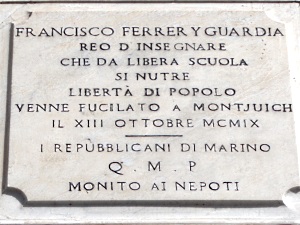 FRANCISCO FERRER Y GUARDIA
REO D INSEGNARE
CHE DA LIBERA SCUOLA
SI NUTRE
LIBERTÀ DI POPOLO
VENNE FUCILATO A MONTJUICH
IL XIII OTTOBRE MCMIX
I REPÙBBLICANI DI MARINO
Q. M. P
MONITO AI NEPOTI